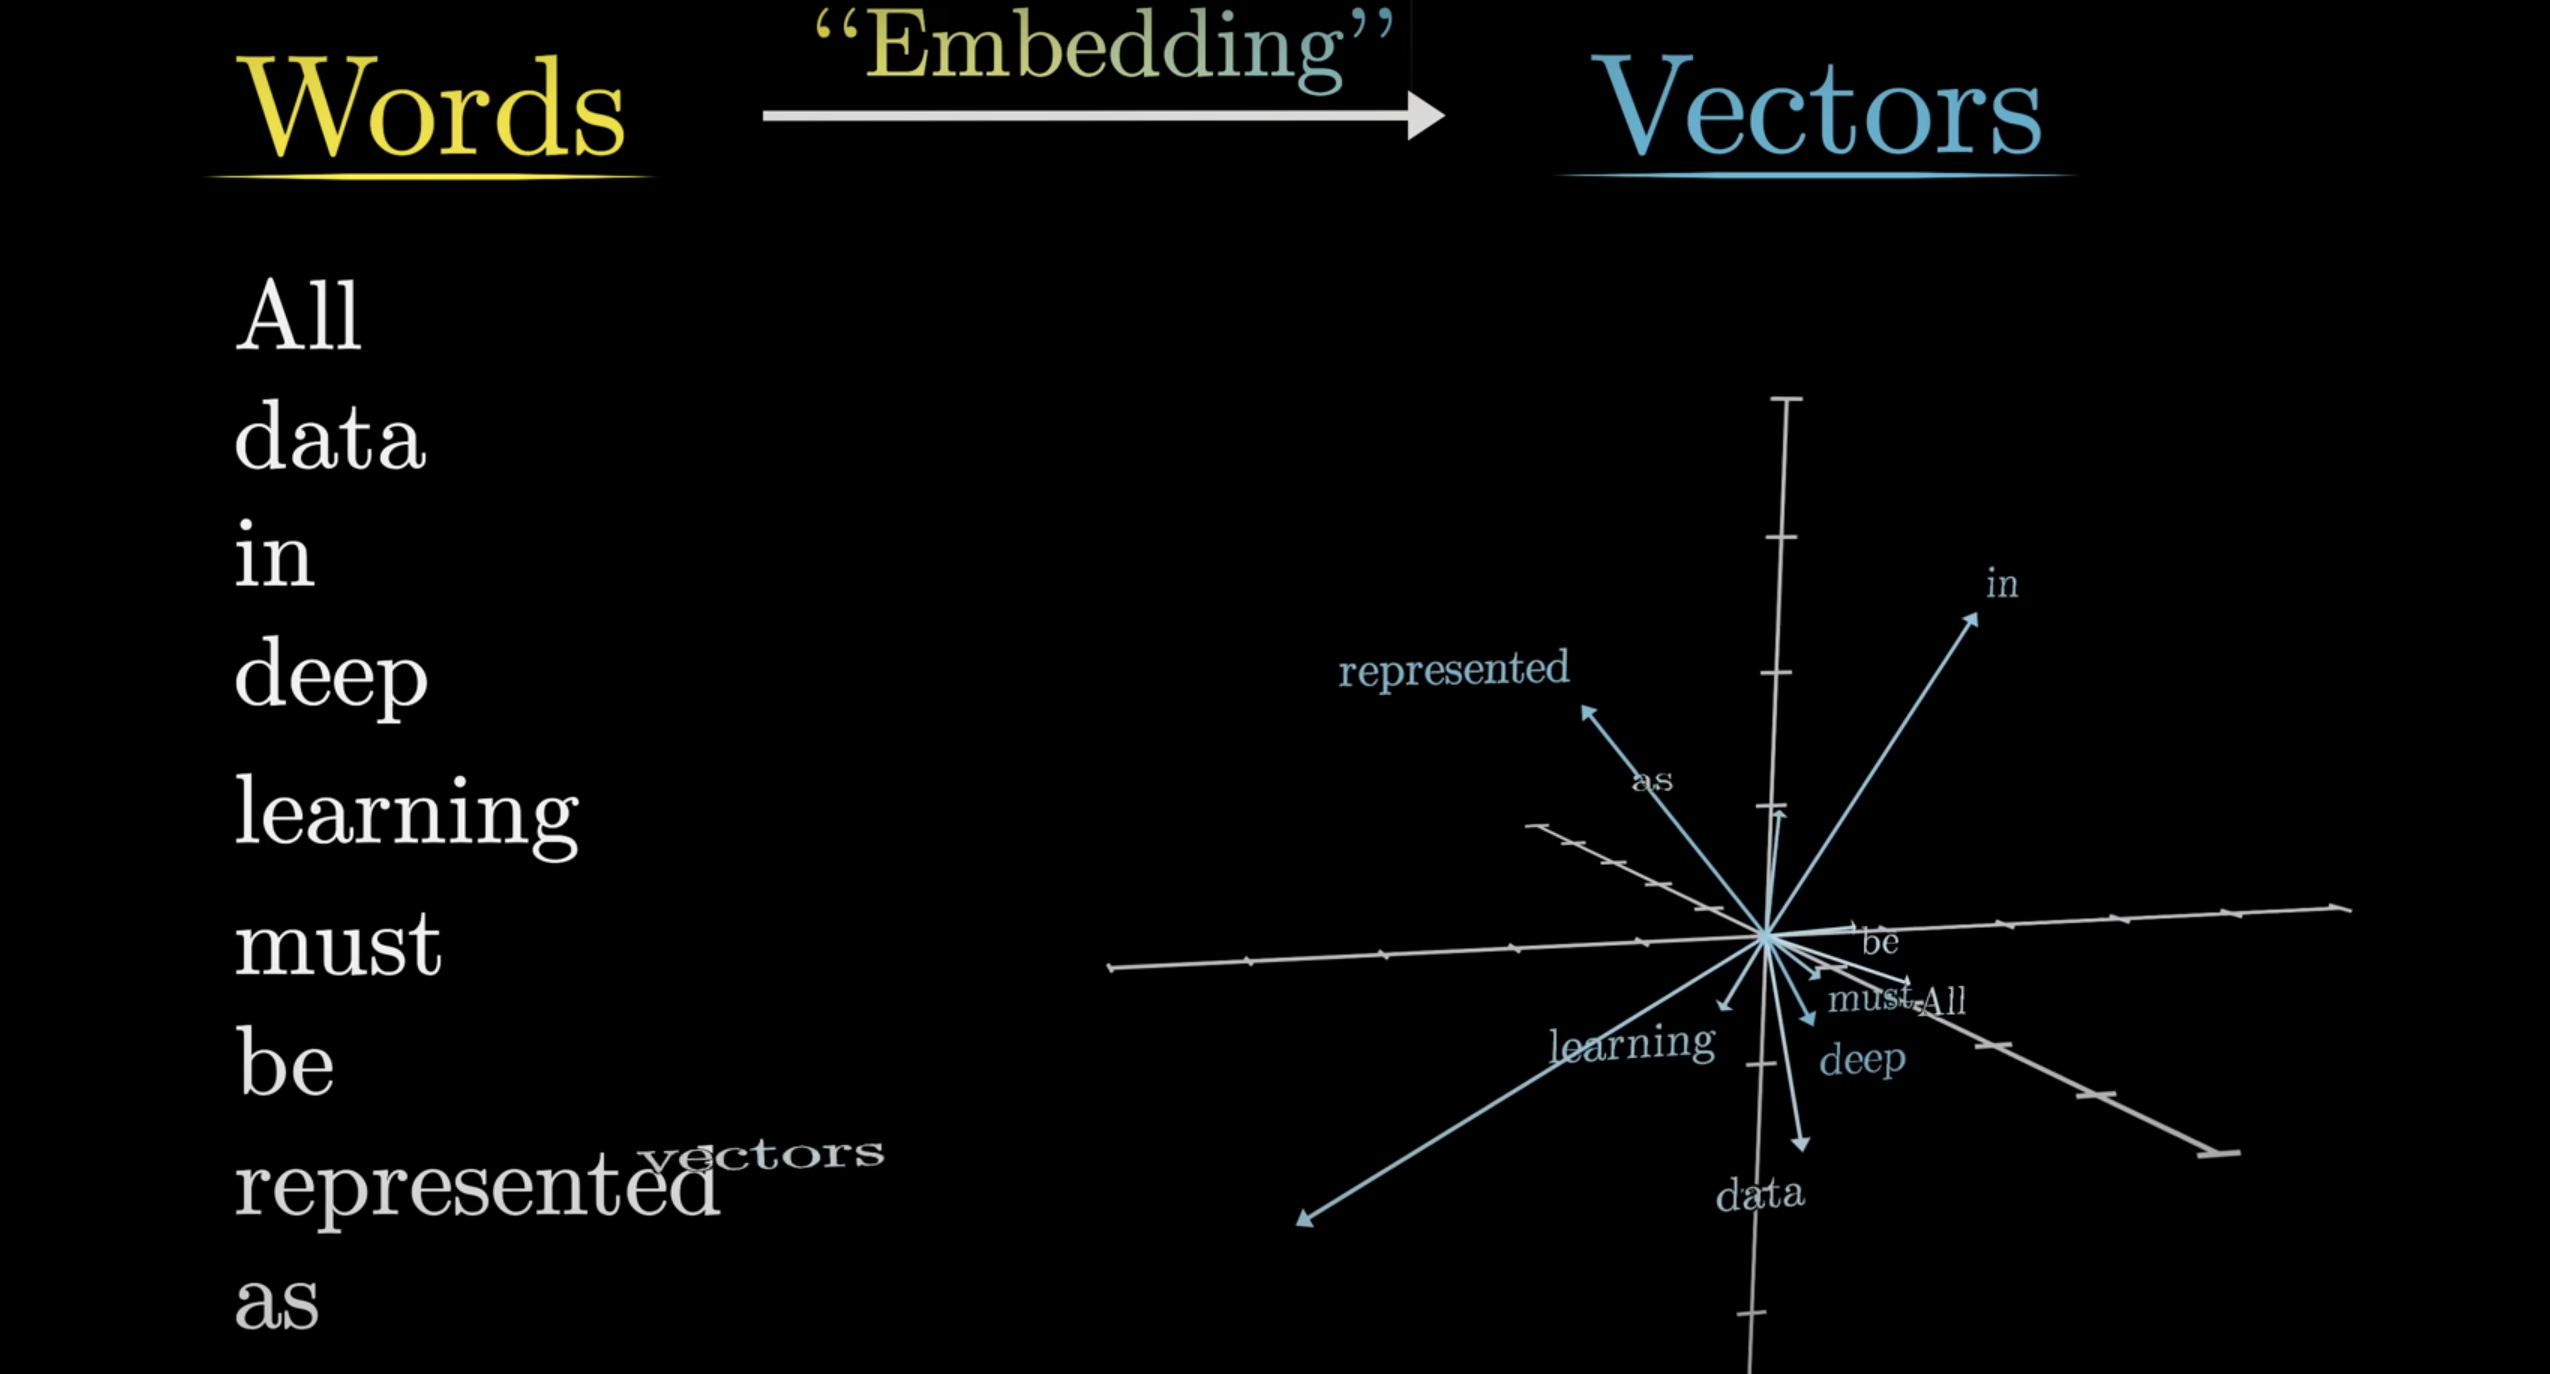 Words
“Embedding”
Vectors
All
data
in
deep
learning
must
be
represented
as
vectors
in
represented
as
be
must
All
learning
deep
data